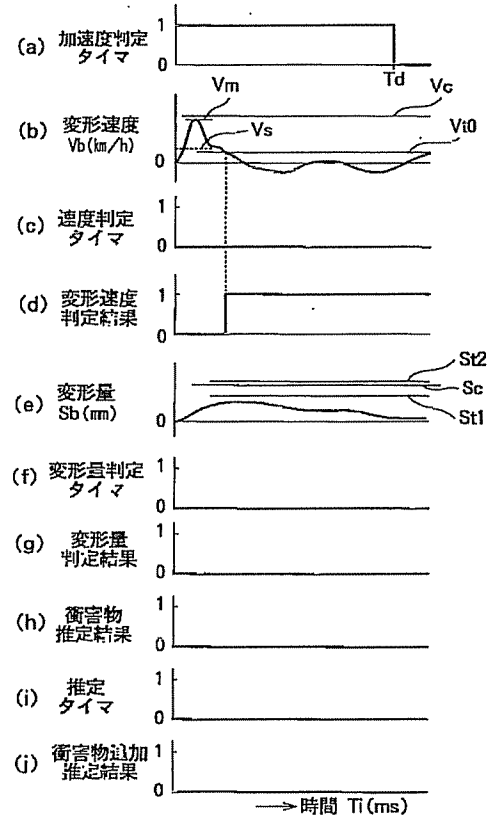 (a) 加速度判定
タイマ
1
0
Td
Vm
Vc
(b) 変形速度
Vb(km/h)
Vs
Vt0
0
(c) 速度判定
タイマ
1
0
(d) 変形速度
判定結果
1
0
St2
Sc
St1
(e) 変形量
Sb(mm)
0
(f) 変形量判定
タイマ
1
0
(g) 変形量
判定結果
1
0
(h) 衝害物
推定結果
1
0
(i) 推定
タイマ
1
0
(j) 衝害物追加
推定結果
1
0
→ 時間 Ti(ms)